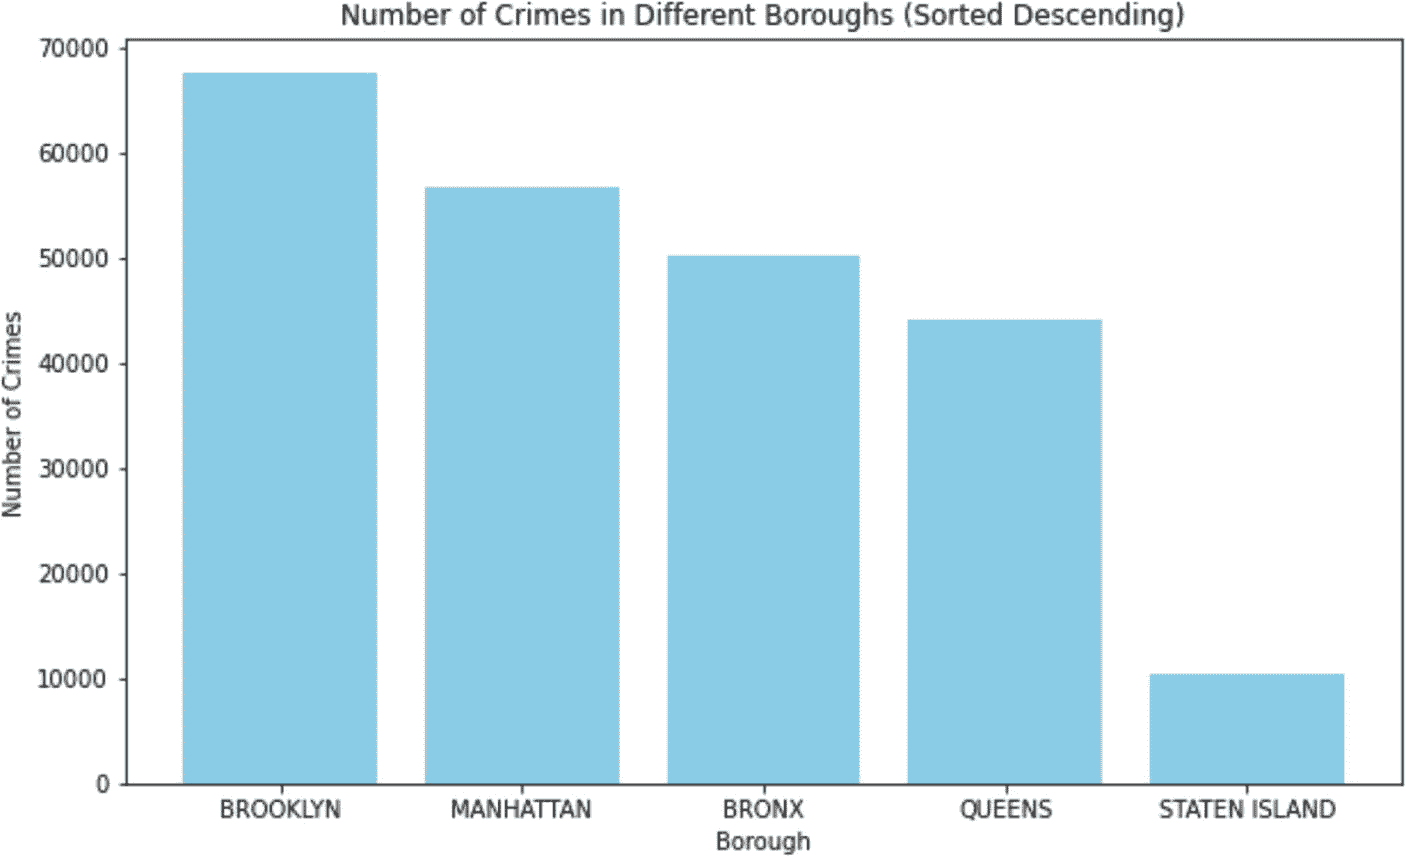 Number of Crimes in Different Boroughs (Sorted Descending)
70000
60000
50000
40000
30000
20000
10000
0
Number of Crimes
BROOKLYN MANHATTAN BRONX QUEENS STATEN ISLAND
Borough